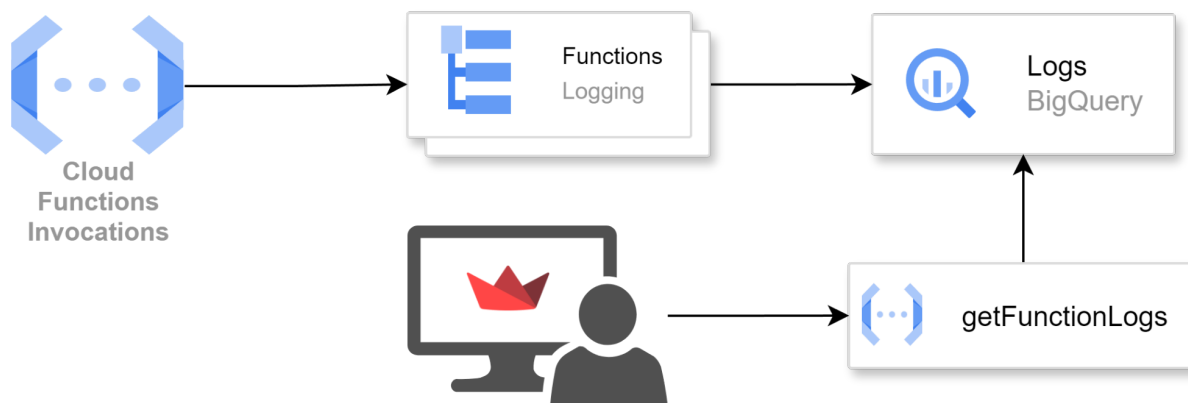 Cloud
Functions
Invocations
Functions
Logging
Logs
BigQuery
getFunctionLogs